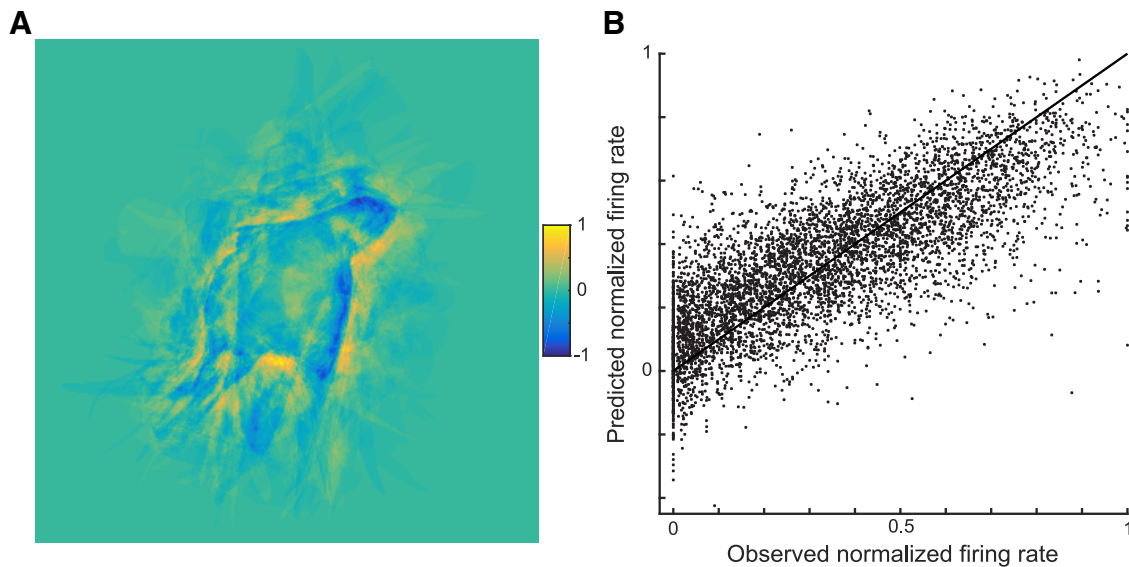 A
B
1
0
-1
Predicted normalized firing rate
1
0
0
0.5
1
Observed normalized firing rate